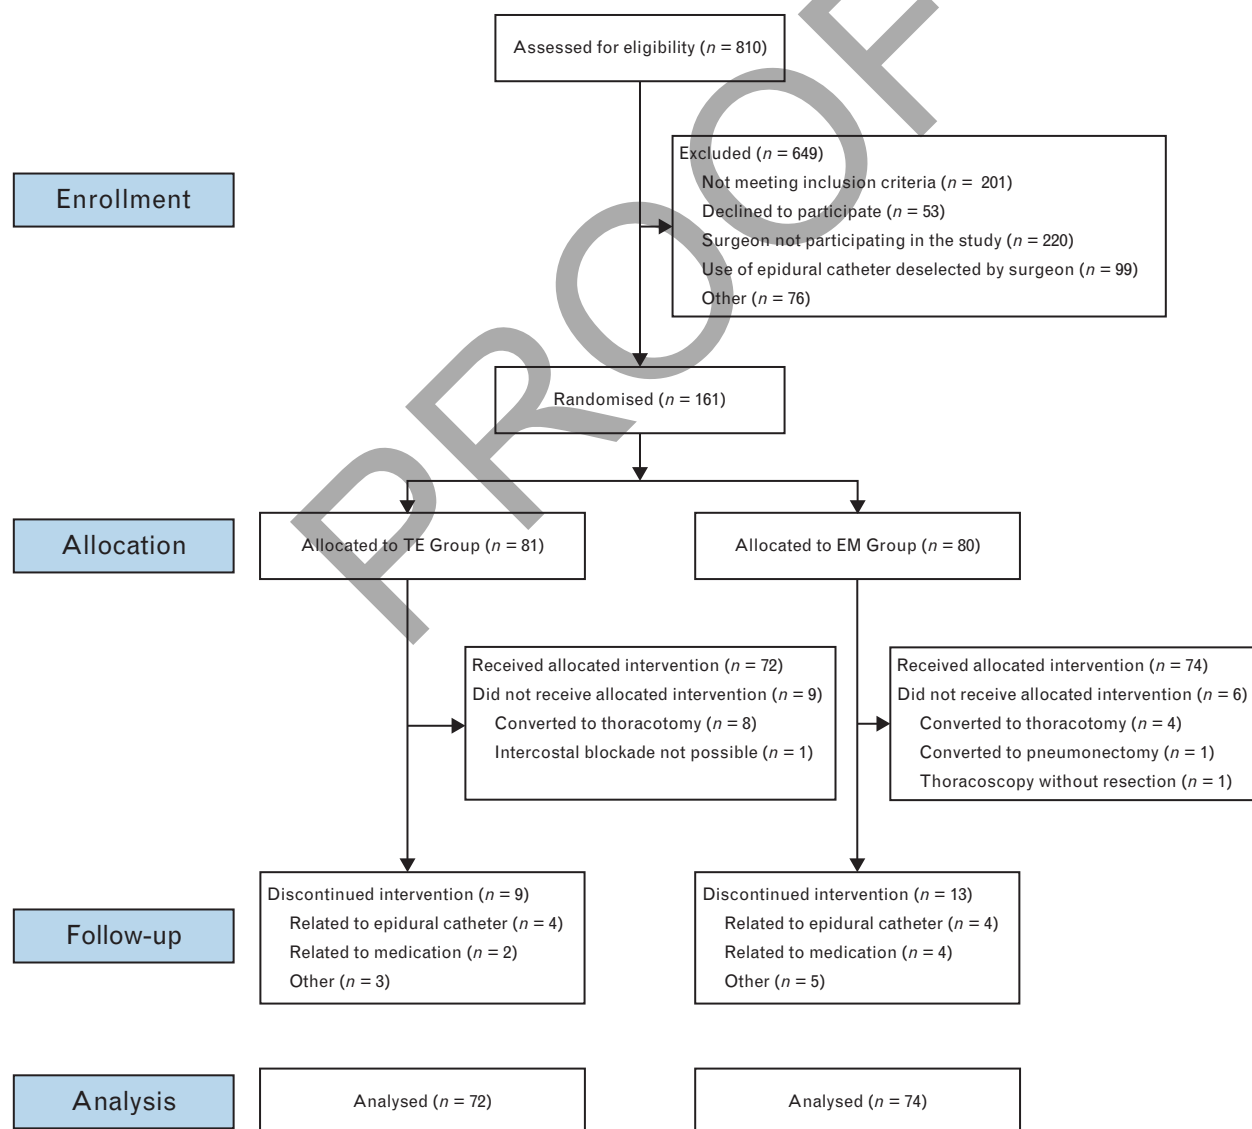 PROOF
Assessed for eligibility (n = 810)
Enrollment
Excluded (n = 649)
Not meeting inclusion criteria (n = 201)
Declined to participate (n = 53)
Surgeon not participating in the study (n = 220)
Use of epidural catheter deselected by surgeon (n = 99)
Other (n = 76)
Randomised (n = 161)
Allocation
Allocated to TE Group (n = 81)
Allocated to EM Group (n = 80)
Received allocated intervention (n = 72)
Did not receive allocated intervention (n = 9)
Converted to thoracotomy (n = 8)
Intercostal blockade not possible (n = 1)
Received allocated intervention (n = 74)
Did not receive allocated intervention (n = 6)
Converted to thoracotomy (n = 4)
Converted to pneumonectomy (n = 1)
Thoracoscopy without resection (n = 1)
Follow-up
Discontinued intervention (n = 9)
Related to epidural catheter (n = 4)
Related to medication (n = 2)
Other (n = 3)
Discontinued intervention (n = 13)
Related to epidural catheter (n = 4)
Related to medication (n = 4)
Other (n = 5)
Analysis
Analysed (n = 72)
Analysed (n = 74)